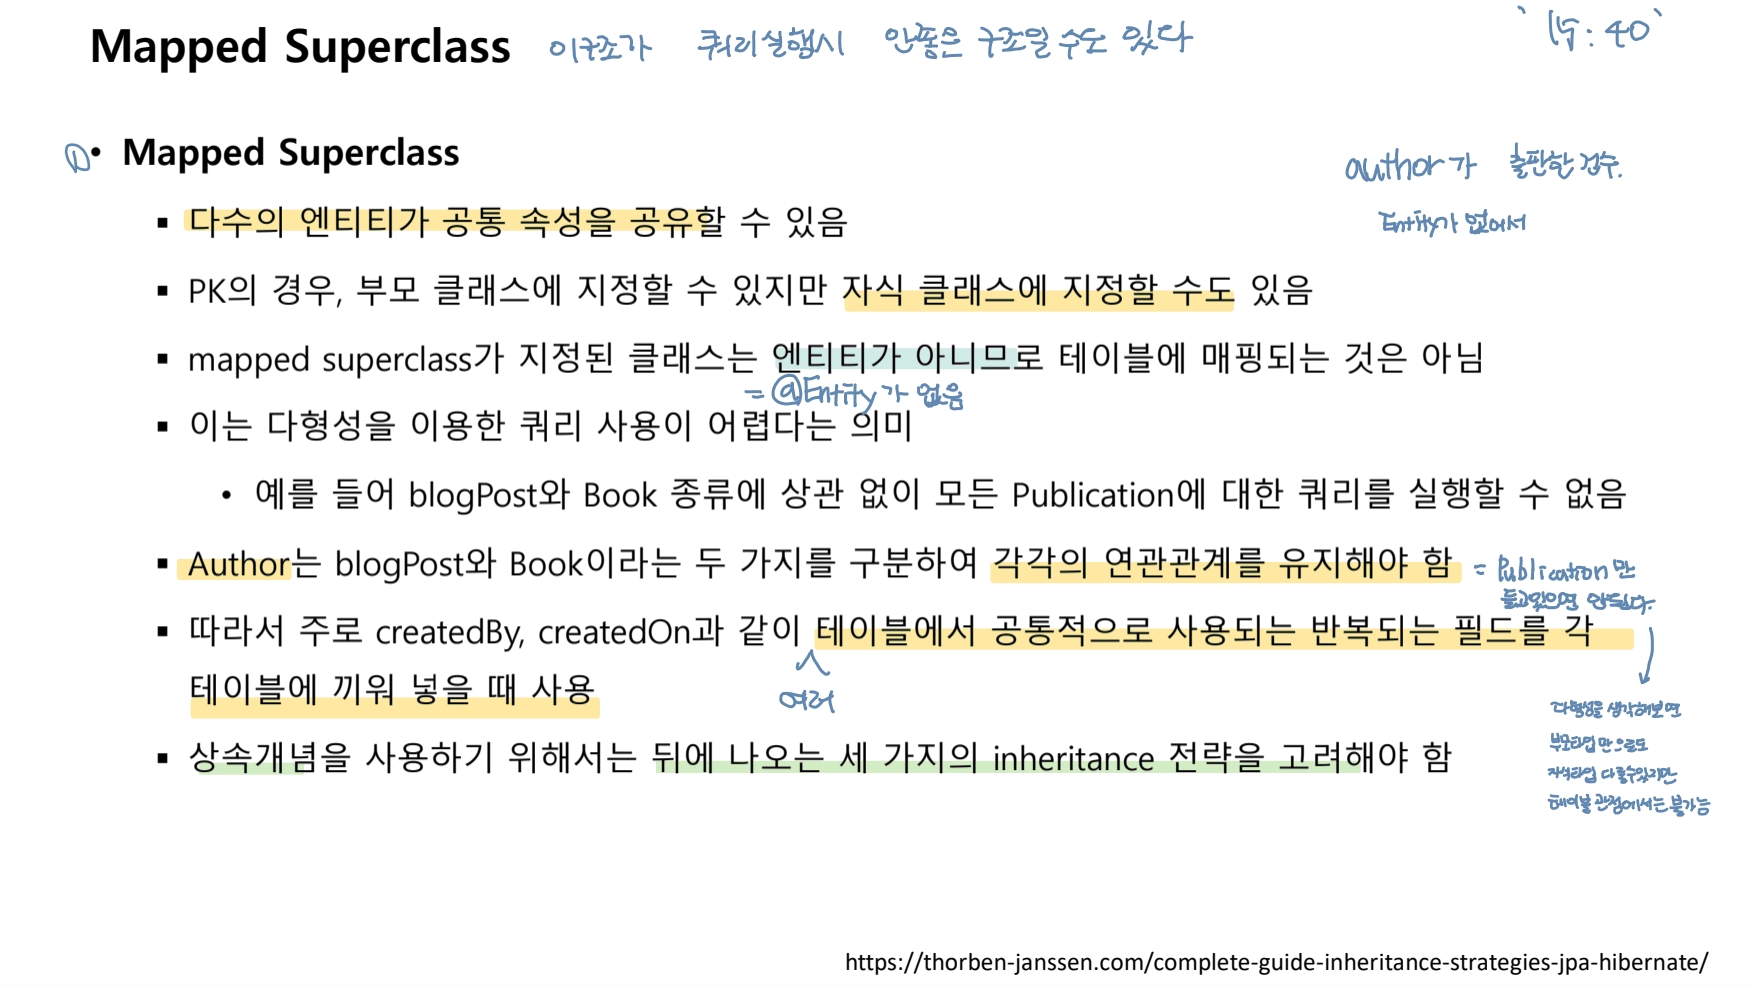 Mapped Superclass 이구조가 쿼리실행시 안좋은 구조일 수도 있다
15:40
① • Mapped Superclass
author가 출판한 건수.
Entity가 없어서
▪ 다수의 엔티티가 공통 속성을 공유할 수 있음
▪ PK의 경우, 부모 클래스에 지정할 수 있지만 자식 클래스에 지정할 수도 있음
▪ mapped superclass가 지정된 클래스는 엔티티가 아니므로 테이블에 매핑되는 것은 아님
= @Entity가 없음
▪ 이는 다형성을 이용한 쿼리 사용이 어렵다는 의미
• 예를 들어 blogPost와 Book 종류에 상관 없이 모든 Publication에 대한 쿼리를 실행할 수 없음
▪ Author는 blogPost와 Book이라는 두 가지를 구분하여 각각의 연관관계를 유지해야 함
= Publication만
들고있으면 안된다.
▪ 따라서 주로 createdBy, createdOn과 같이 테이블에서 공통적으로 사용되는 반복되는 필드를 각
테이블에 끼워 넣을 때 사용
여러
다형성을 생각해보면
부모타입만으로도
자식타입 다룰수있지만
테이블 관점에서는 불가능
▪ 상속개념을 사용하기 위해서는 뒤에 나오는 세 가지의 inheritance 전략을 고려해야 함
https://thorben-janssen.com/complete-guide-inheritance-strategies-jpa-hibernate/